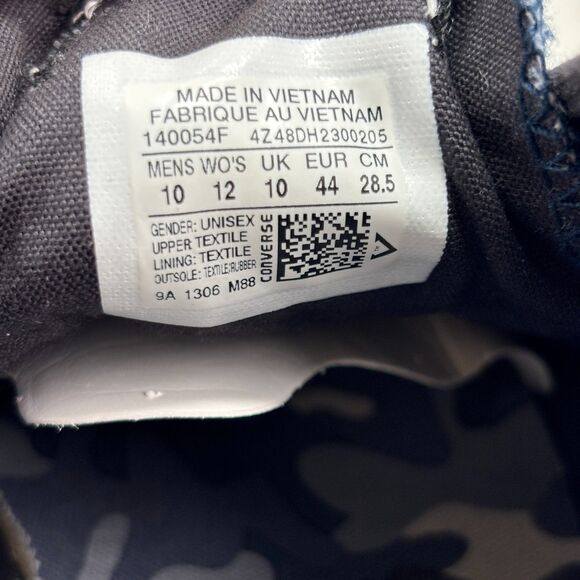 MADE IN VIETNAM
FABRIQUE AU VIETNAM
140054F 4Z48DH2300205
MENS WO'S UK EUR CM
10 12 10 44 28.5
GENDER: UNISEX
UPPER TEXTILE
LINING: TEXTILE
OUTSOLE: TEXTILE/RUBBER
9A 1306 M88
CONVERSE